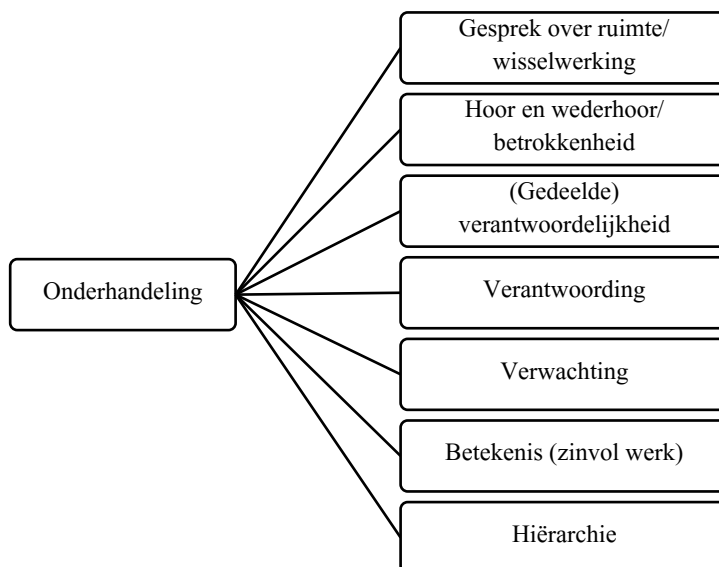 Gesprek over ruimte/
wisselwerking
Hoor en wederhoor/
betrokkenheid
(Gedeelde)
verantwoordelijkheid
Onderhandeling
Verantwoording
Verwachting
Betekenis (zinvol werk)
Hiërarchie